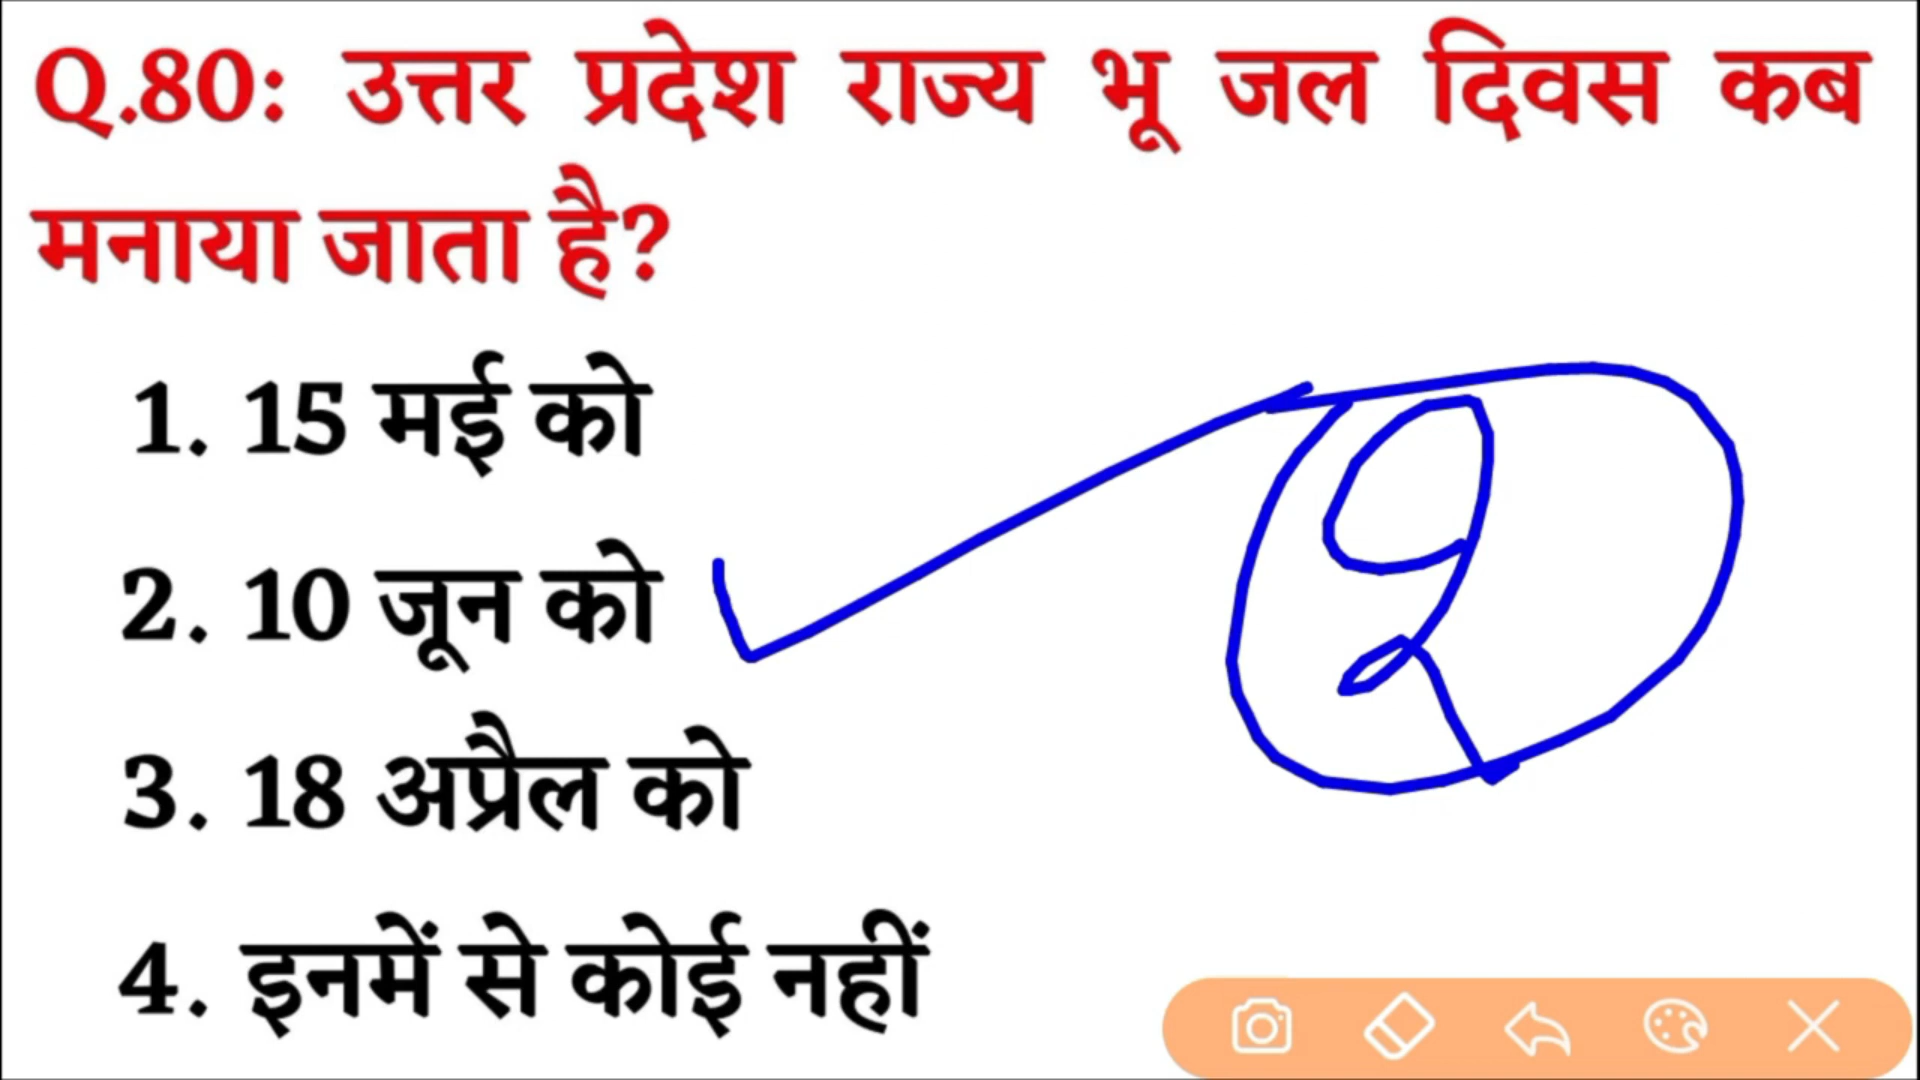 Q.80: उत्तर प्रदेश राज्य भू जल दिवस कब
मनाया जाता है?
1. 15 मई को
2. 10 जून को
3. 18 अप्रैल को
4. इनमें से कोई नहीं
2